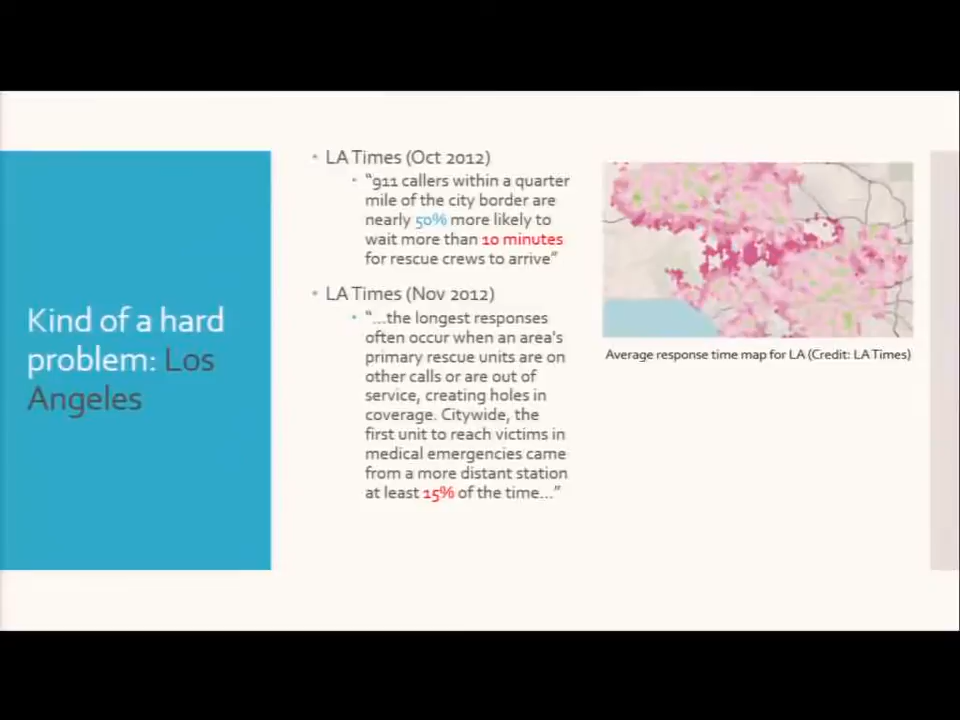 Kind of a hard
problem: Los
Angeles
• LA Times (Oct 2012)
• “911 callers within a quarter
mile of the city border are
nearly 50% more likely to
wait more than 10 minutes
for rescue crews to arrive”
• LA Times (Nov 2012)
• “...the longest responses
often occur when an area's
primary rescue units are on
other calls or are out of
service, creating holes in
coverage. Citywide, the
first unit to reach victims in
medical emergencies came
from a more distant station
at least 15% of the time...”
Average response time map for LA (Credit: LA Times)